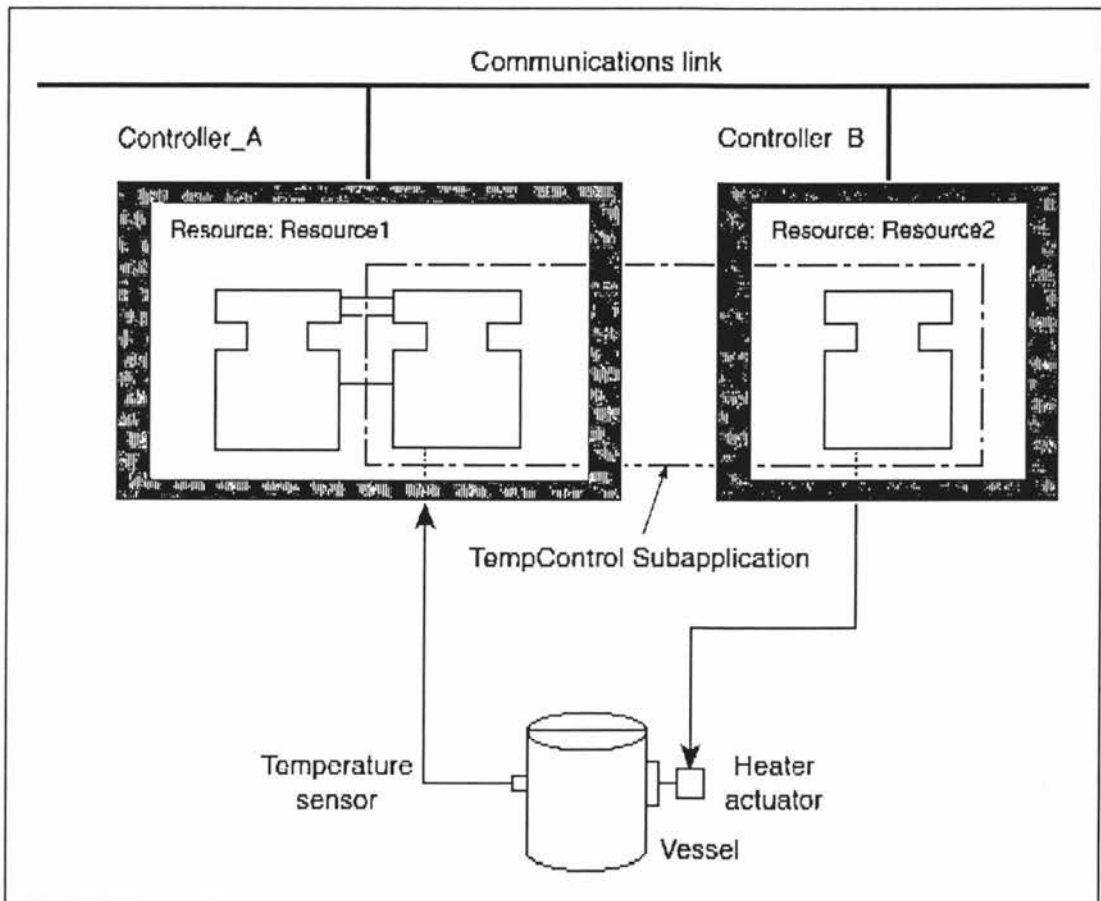 Communications link
Controller_A
Controller B
Resource: Resource1
Resource: Resource2
TempControl Subapplication
Temperature
sensor
Heater
actuator
Vessel